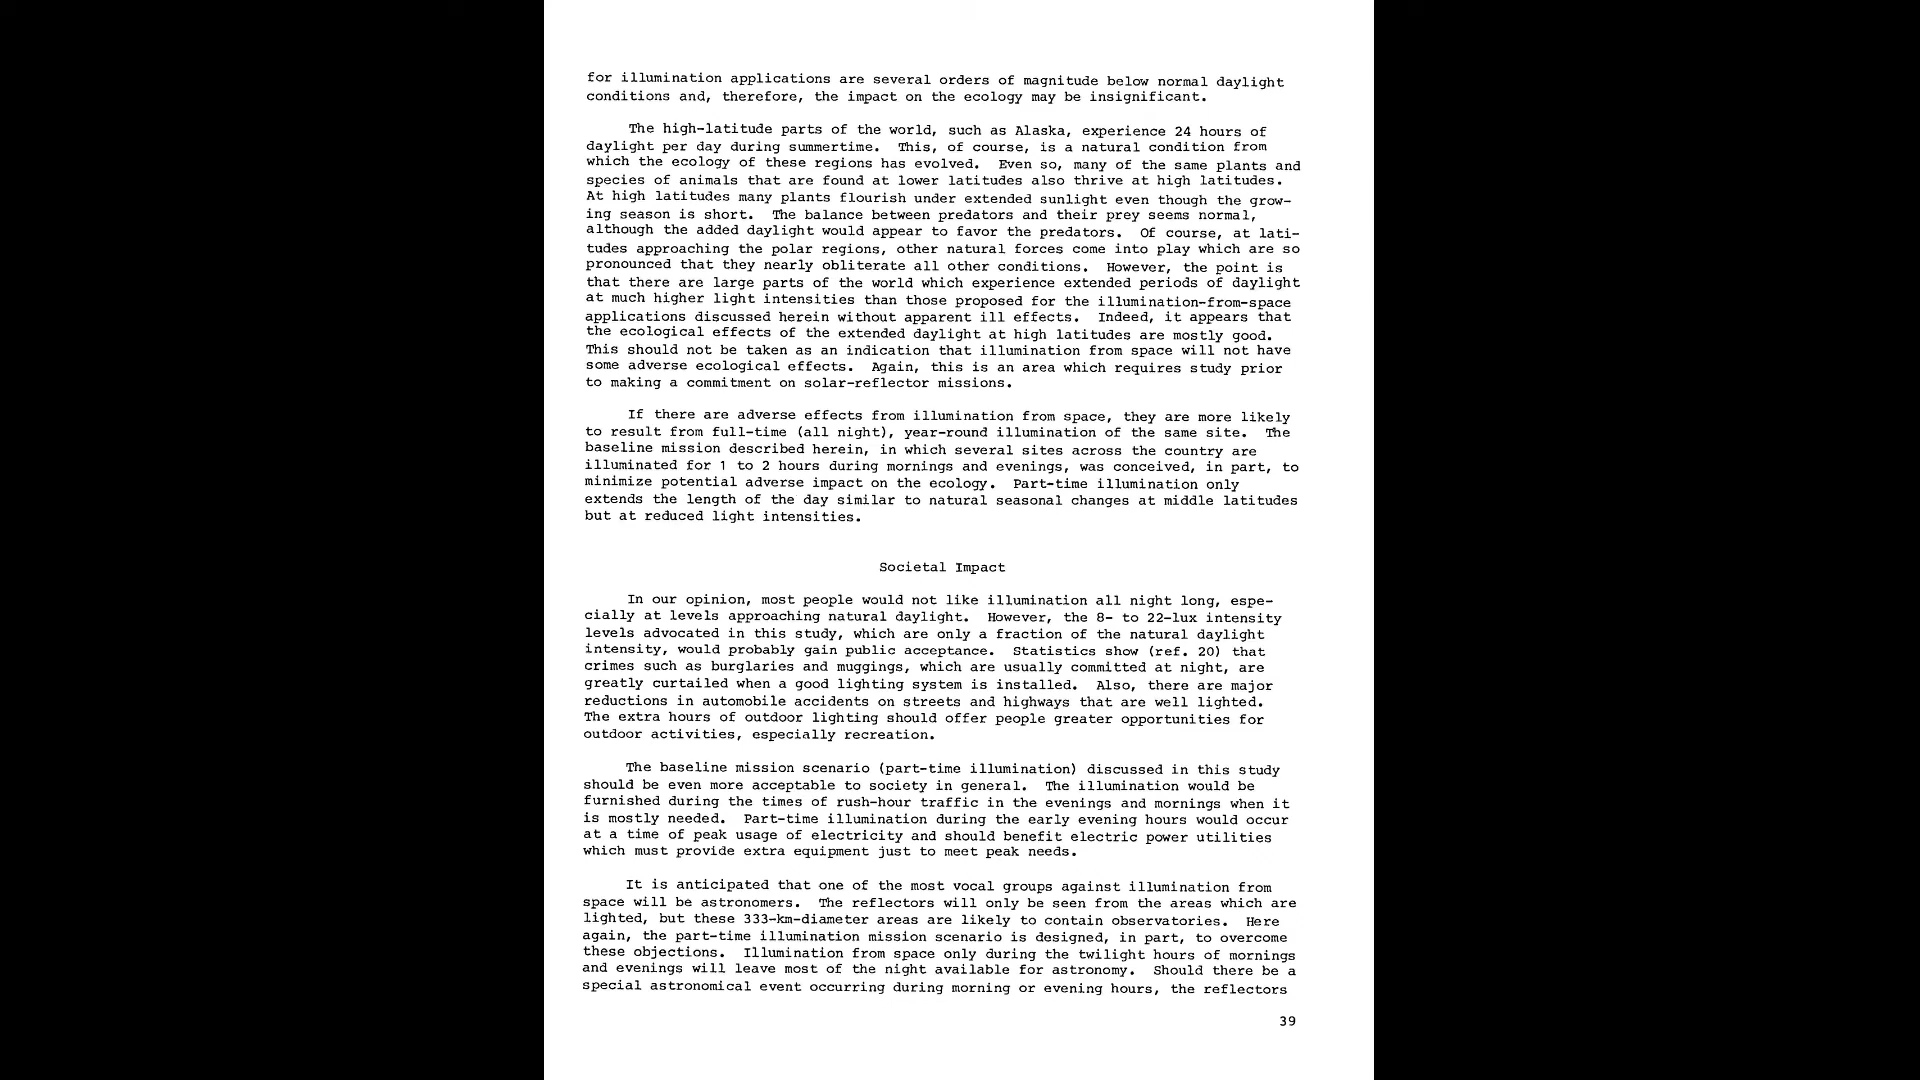 for illumination applications are several orders of magnitude below normal daylight
conditions and, therefore, the impact on the ecology may be insignificant.
The high-latitude parts of the world, such as Alaska, experience 24 hours of
daylight per day during summertime. This, of course, is a natural condition from
which the ecology of these regions has evolved. Even so, many of the same plants and
species of animals that are found at lower latitudes also thrive at high latitudes.
At high latitudes many plants flourish under extended sunlight even though the grow-
ing season is short. The balance between predators and their prey seems normal,
although the added daylight would appear to favor the predators. Of course, at lati-
tudes approaching the polar regions, other natural forces come into play which are so
pronounced that they nearly obliterate all other conditions. However, the point is
that there are large parts of the world which experience extended periods of daylight
at much higher light intensities than those proposed for the illumination-from-space
applications discussed herein without apparent ill effects. Indeed, it appears that
the ecological effects of the extended daylight at high latitudes are mostly good.
This should not be taken as an indication that illumination from space will not have
some adverse ecological effects. Again, this is an area which requires study prior
to making a commitment on solar-reflector missions.
If there are adverse effects from illumination from space, they are more likely
to result from full-time (all night), year-round illumination of the same site. The
baseline mission described herein, in which several sites across the country are
illuminated for 1 to 2 hours during mornings and evenings, was conceived, in part, to
minimize potential adverse impact on the ecology. Part-time illumination only
extends the length of the day similar to natural seasonal changes at middle latitudes
but at reduced light intensities.
Societal Impact
In our opinion, most people would not like illumination all night long, espe-
cially at levels approaching natural daylight. However, the 8- to 22-lux intensity
levels advocated in this study, which are only a fraction of the natural daylight
intensity, would probably gain public acceptance. Statistics show (ref. 20) that
crimes such as burglaries and muggings, which are usually committed at night, are
greatly curtailed when a good lighting system is installed. Also, there are major
reductions in automobile accidents on streets and highways that are well lighted.
The extra hours of outdoor lighting should offer people greater opportunities for
outdoor activities, especially recreation.
The baseline mission scenario (part-time illumination) discussed in this study
should be even more acceptable to society in general. The illumination would be
furnished during the times of rush-hour traffic in the evenings and mornings when it
is mostly needed. Part-time illumination during the early evening hours would occur
at a time of peak usage of electricity and should benefit electric power utilities
which must provide extra equipment just to meet peak needs.
It is anticipated that one of the most vocal groups against illumination from
space will be astronomers. The reflectors will only be seen from the areas which are
lighted, but these 333-km-diameter areas are likely to contain observatories. Here
again, the part-time illumination mission scenario is designed, in part, to overcome
these objections. Illumination from space only during the twilight hours of mornings
and evenings will leave most of the night available for astronomy. Should there be a
special astronomical event occurring during morning or evening hours, the reflectors
39